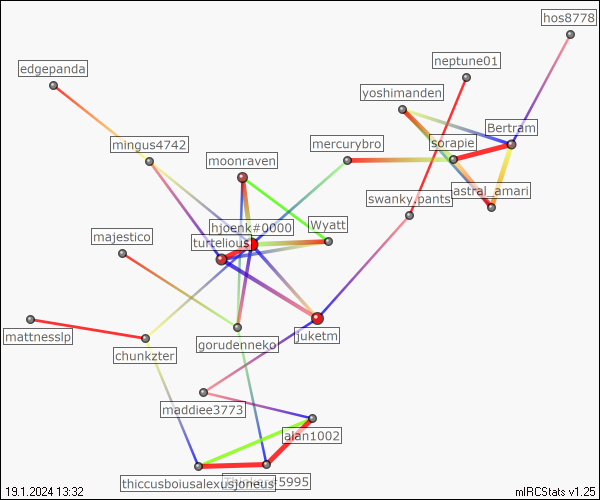 hos8778
neptune01
edgepanda
yoshimanden
Bertram
mingus4742
mercurybro
sorapie
moonraven
astral_amari
swanky.pants
hjoenk#0000
Wyatt
majestico
turtelious
mattnesslp
juketm
gorudenneko
chunkzter
maddiee3773
alan1002
thiccusboiusalexusjoneus
5995
19.1.2024 13:32
mIRCStats v1.25